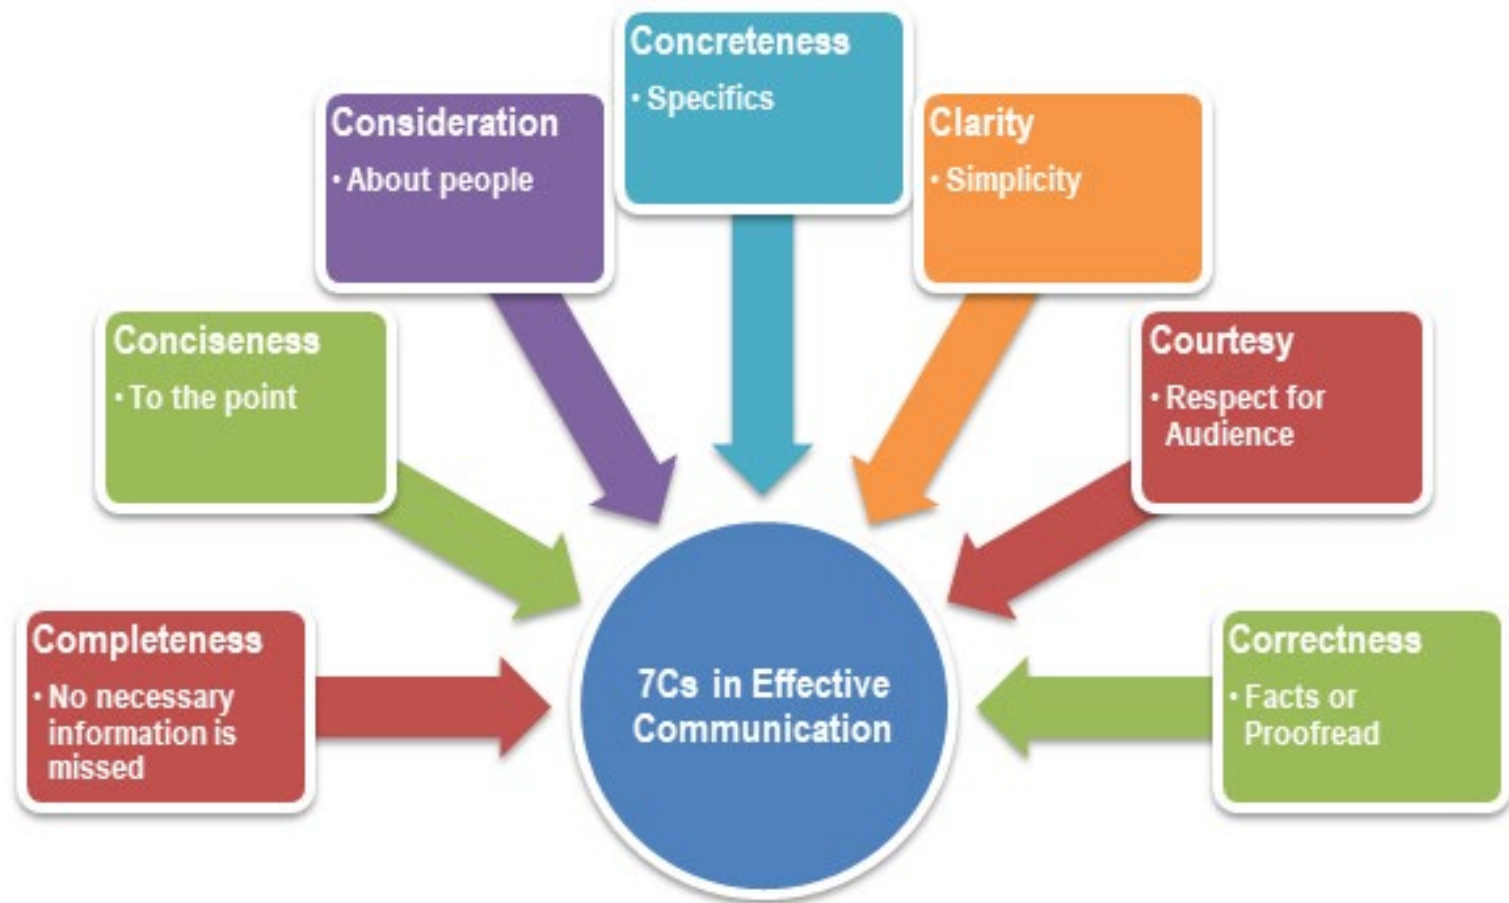 Completeness
• No necessary
information is
missed
Conciseness
• To the point
Consideration
• About people
Concreteness
• Specifics
Clarity
• Simplicity
Courtesy
• Respect for
Audience
Correctness
• Facts or
Proofread
7Cs in Effective
Communication